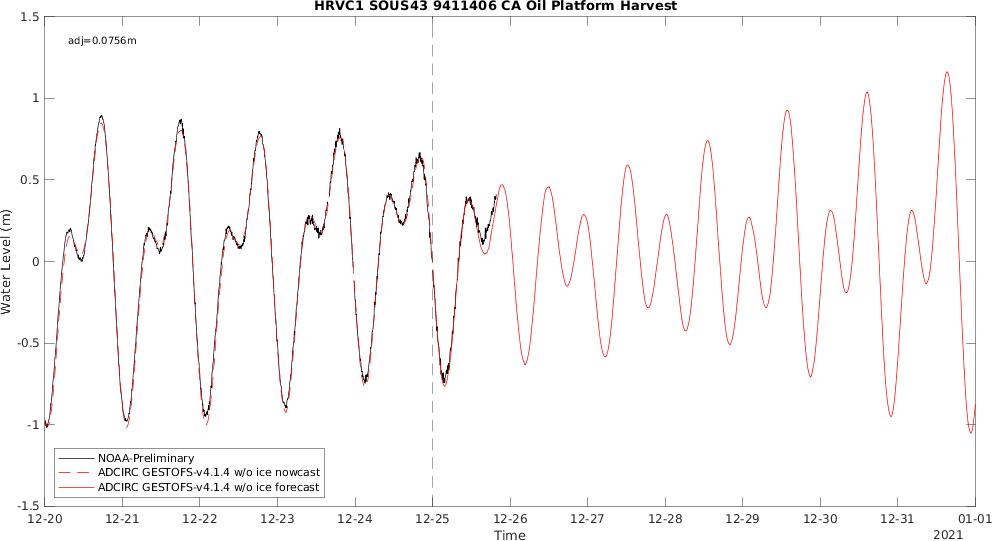 HRVC1 SOUS43 9411406 CA Oil Platform Harvest
adj=0.0756m
1.5
1
0.5
0
-0.5
-1
-1.5
Water Level (m)
NOAA-Preliminary
ADCIRC GESTOFS-v4.1.4 w/o ice nowcast
ADCIRC GESTOFS-v4.1.4 w/o ice forecast
12-20 12-21 12-22 12-23 12-24 12-25 12-26 12-27 12-28 12-29 12-30 12-31 01-01
Time
2021